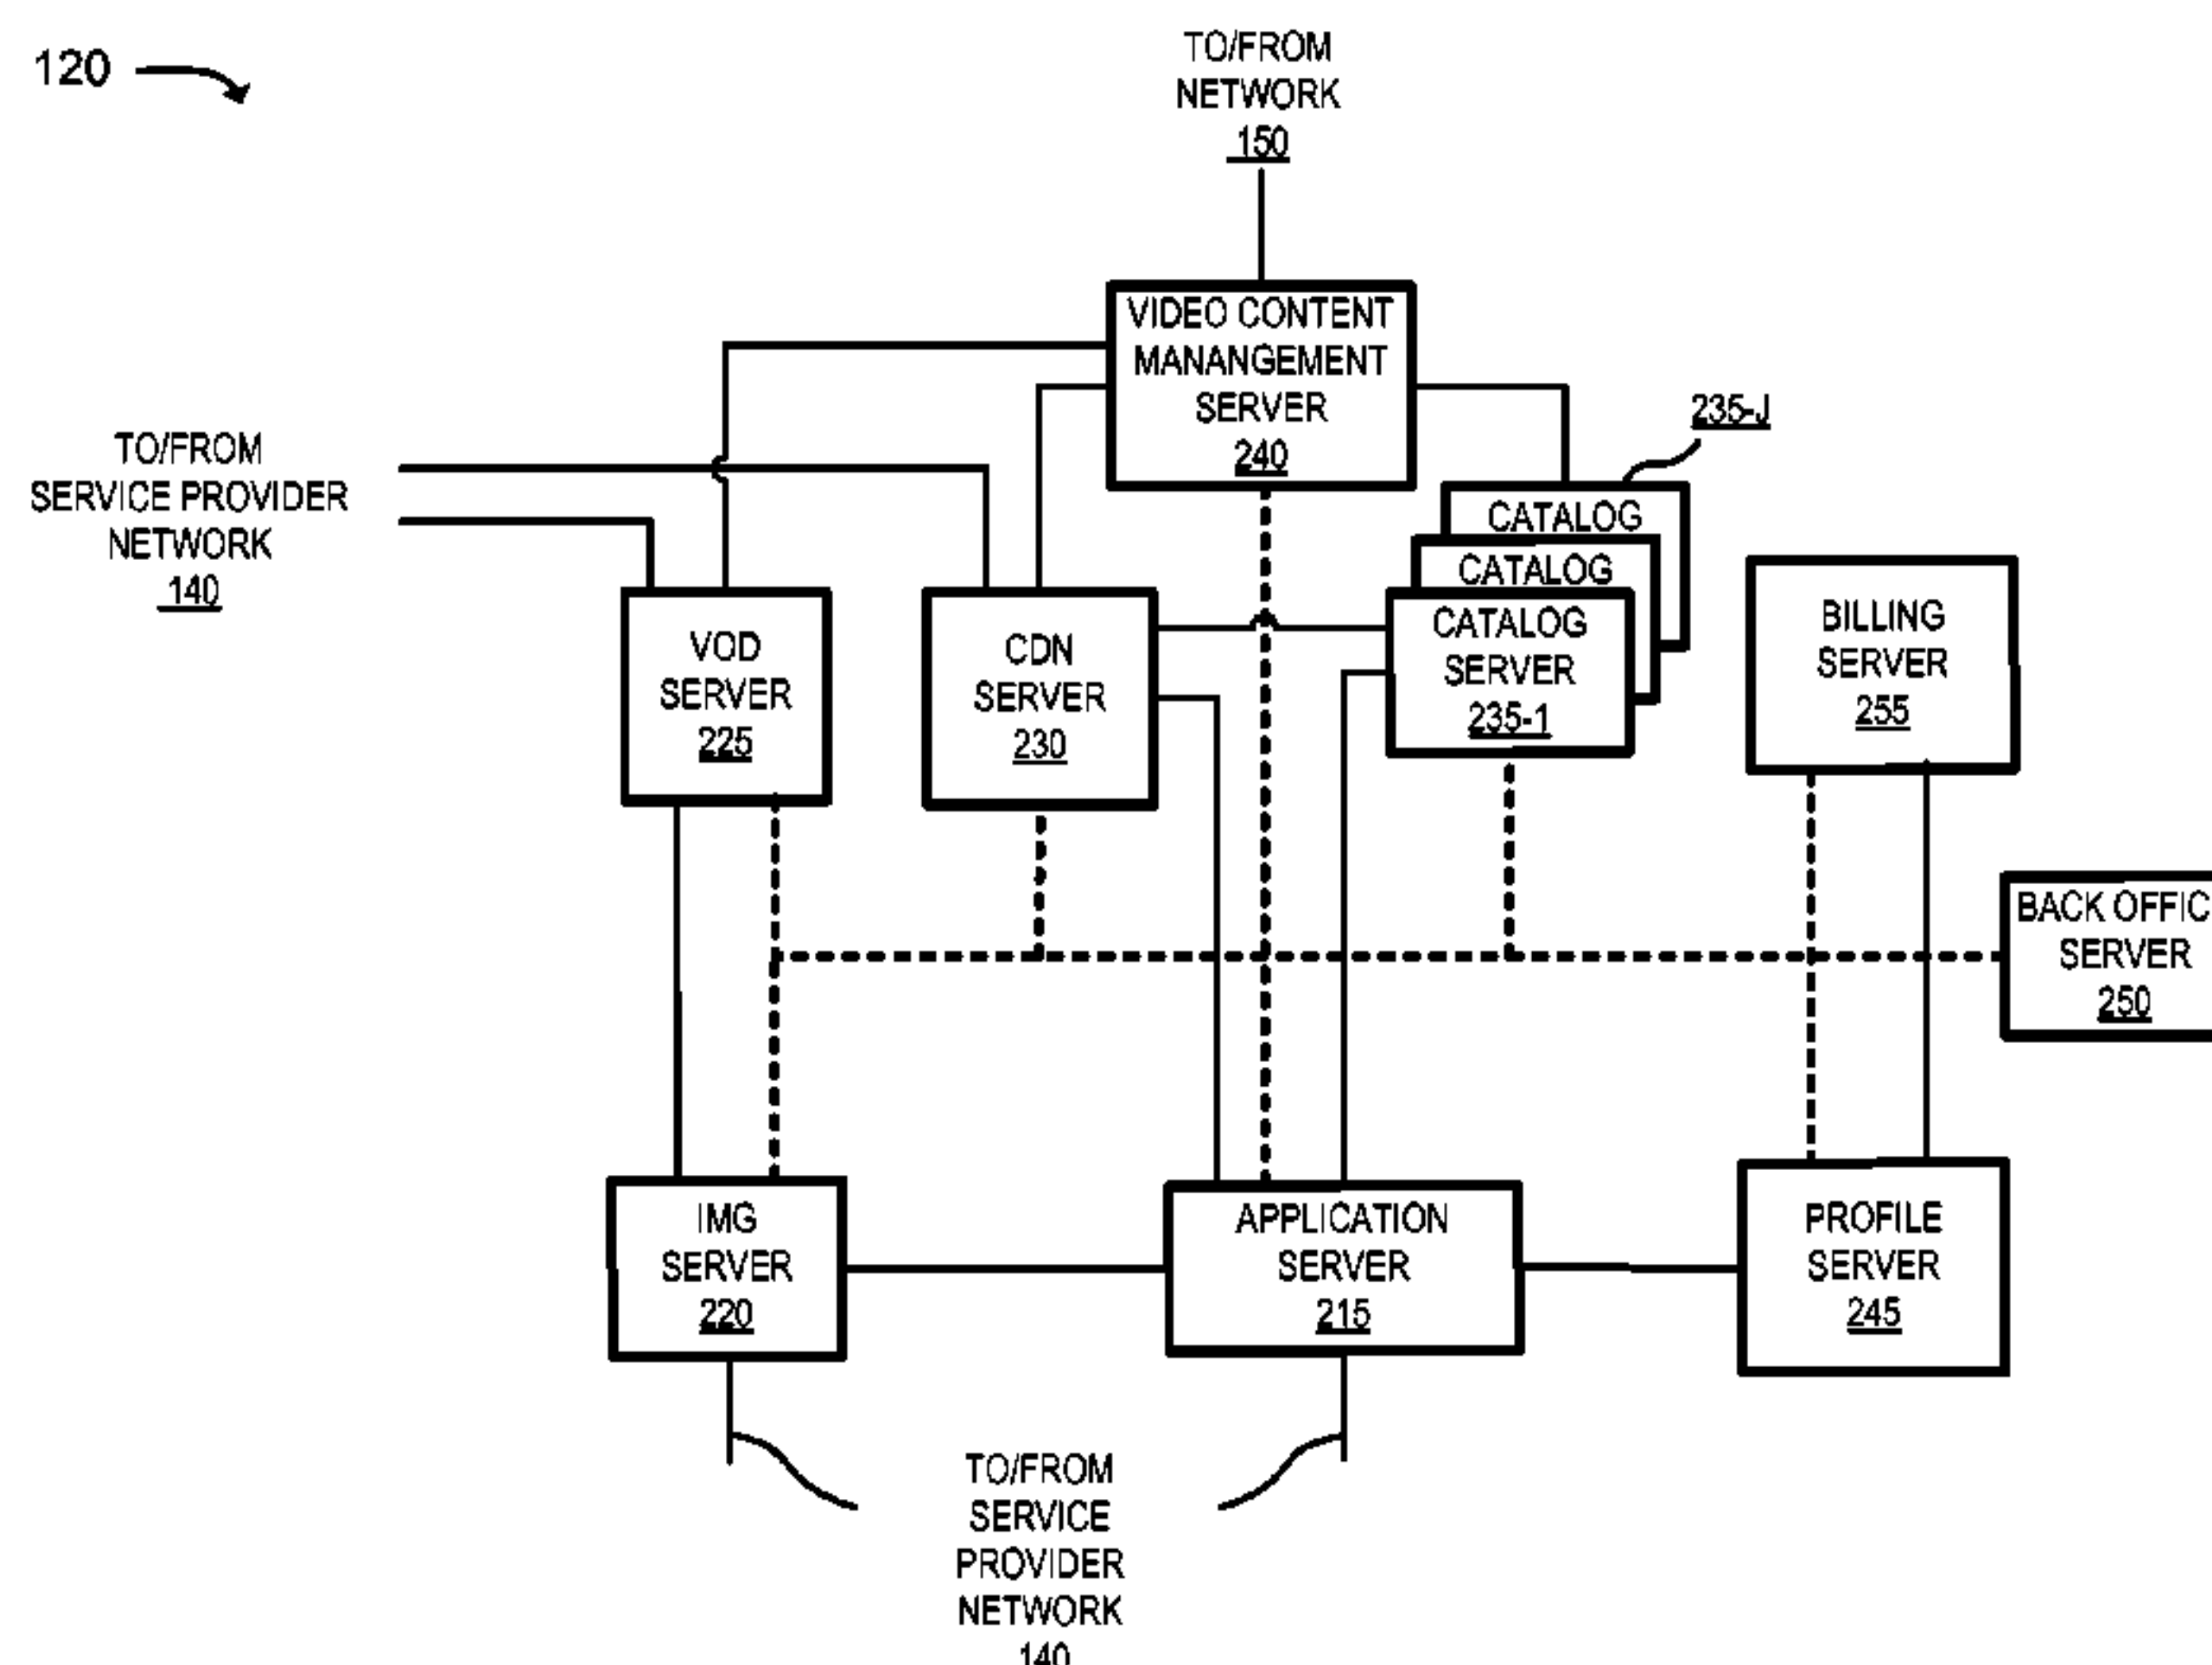 120
TO/FROM
NETWORK
150
VIDEO CONTENT
MANANGEMENT
SERVER
240
235-J
TO/FROM
SERVICE PROVIDER
NETWORK
140
CATALOG
CATALOG
CATALOG
SERVER
235-1
VOD
SERVER
225
CDN
SERVER
230
BILLING
SERVER
255
BACK OFFIC
SERVER
250
IMG
SERVER
220
APPLICATION
SERVER
215
PROFILE
SERVER
245
TO/FROM
SERVICE
PROVIDER
NETWORK
140